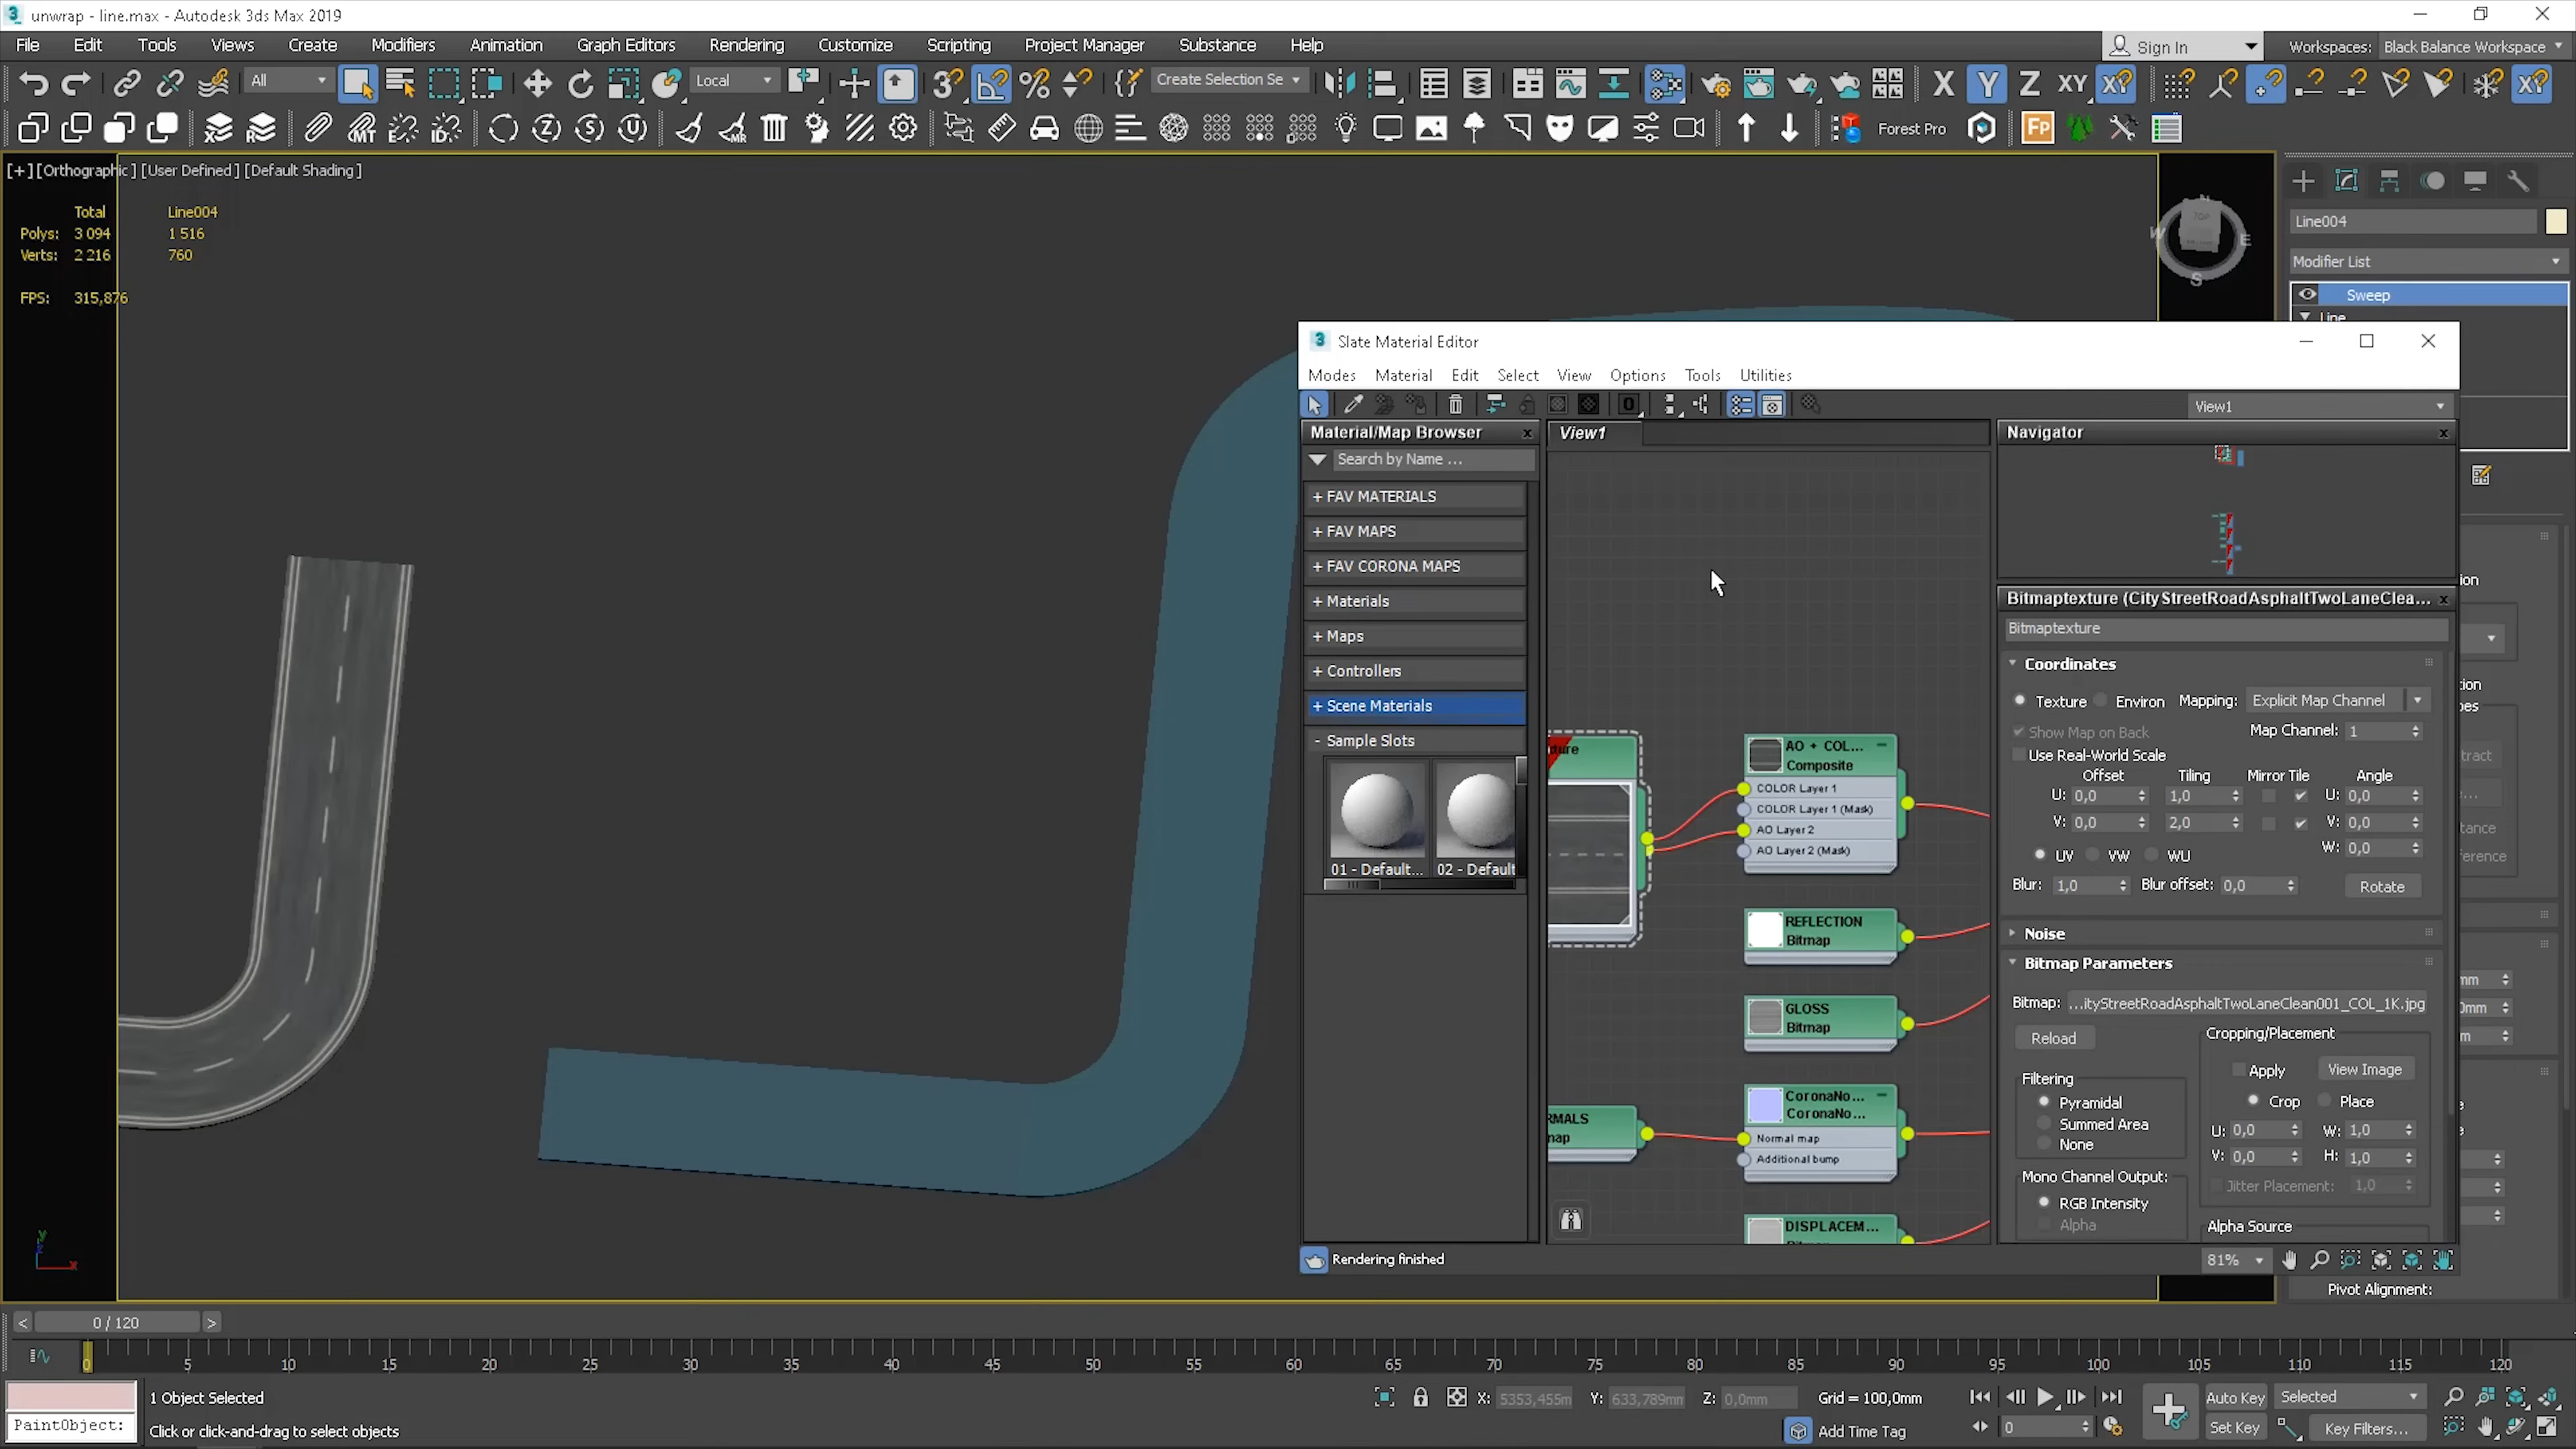 unwrap - line.max - Autodesk 3ds Max 2019
File Edit Tools Views Create Modifiers Animation Graph Editors Rendering Customize Scripting Project Manager Substance Help
Sign In Workspaces: Black Balance Workspace
All Local Create Selection Se X Y Z XY
Forest Pro
[+] [Orthographic ] [User Defined ] [Default Shading ]
Total Line004
Polys: 3 094 1 516
Verts: 2 216 760
FPS: 315,876
Line004
Modifier List
Sweep
Line
Slate Material Editor
Modes Material Edit Select View Options Tools Utilities
View1
Material/Map Browser
Search by Name ...
+ FAV MATERIALS
+ FAV MAPS
+ FAV CORONA MAPS
+ Materials
+ Maps
+ Controllers
+ Scene Materials
- Sample Slots
01 - Default...
02 - Default
View1
AO + COL...
Composite
COLOR Layer 1
COLOR Layer 1 (Mask)
AO Layer 2
AO Layer 2 (Mask)
REFLECTION
Bitmap
GLOSS
Bitmap
CoronaNo...
CoronaNo...
Normal map
Additional bump
DISPLACEM...
Navigator
Bitmaptexture (CityStreetRoadAsphaltTwoLaneClea...
Bitmaptexture
Coordinates
Texture Environ Mapping: Explicit Map Channel
Show Map on Back Map Channel: 1
Use Real-World Scale
Offset Tiling Mirror Tile Angle
U: 0,0 1,0 U: 0,0
V: 0,0 2,0 V: 0,0
W: 0,0
UV VW WU
Blur: 1,0 Blur offset: 0,0 Rotate
Noise
Bitmap Parameters
Bitmap: ...ityStreetRoadAsphaltTwoLaneClean001_COL_1K.jpg
Reload
Cropping/Placement
Apply View Image
Crop Place
U: 0,0 W: 1,0
V: 0,0 H: 1,0
Jitter Placement: 1,0
Filtering
Pyramidal
Summed Area
None
Mono Channel Output:
RGB Intensity
Alpha
Alpha Source
Rendering finished
81%
Pivot Alignment:
0 / 120
0 5 10 15 20 25 30 35 40 45 50 55 60 65 70 75 80 85 90 95 100 105 110 115 120
1 Object Selected
PaintObject:
Click or click-and-drag to select objects
X: 5353,455m Y: 633,789mm Z: 0,0mm Grid = 100,0mm
Add Time Tag
0
Auto Key Selected
Set Key Key Filters...